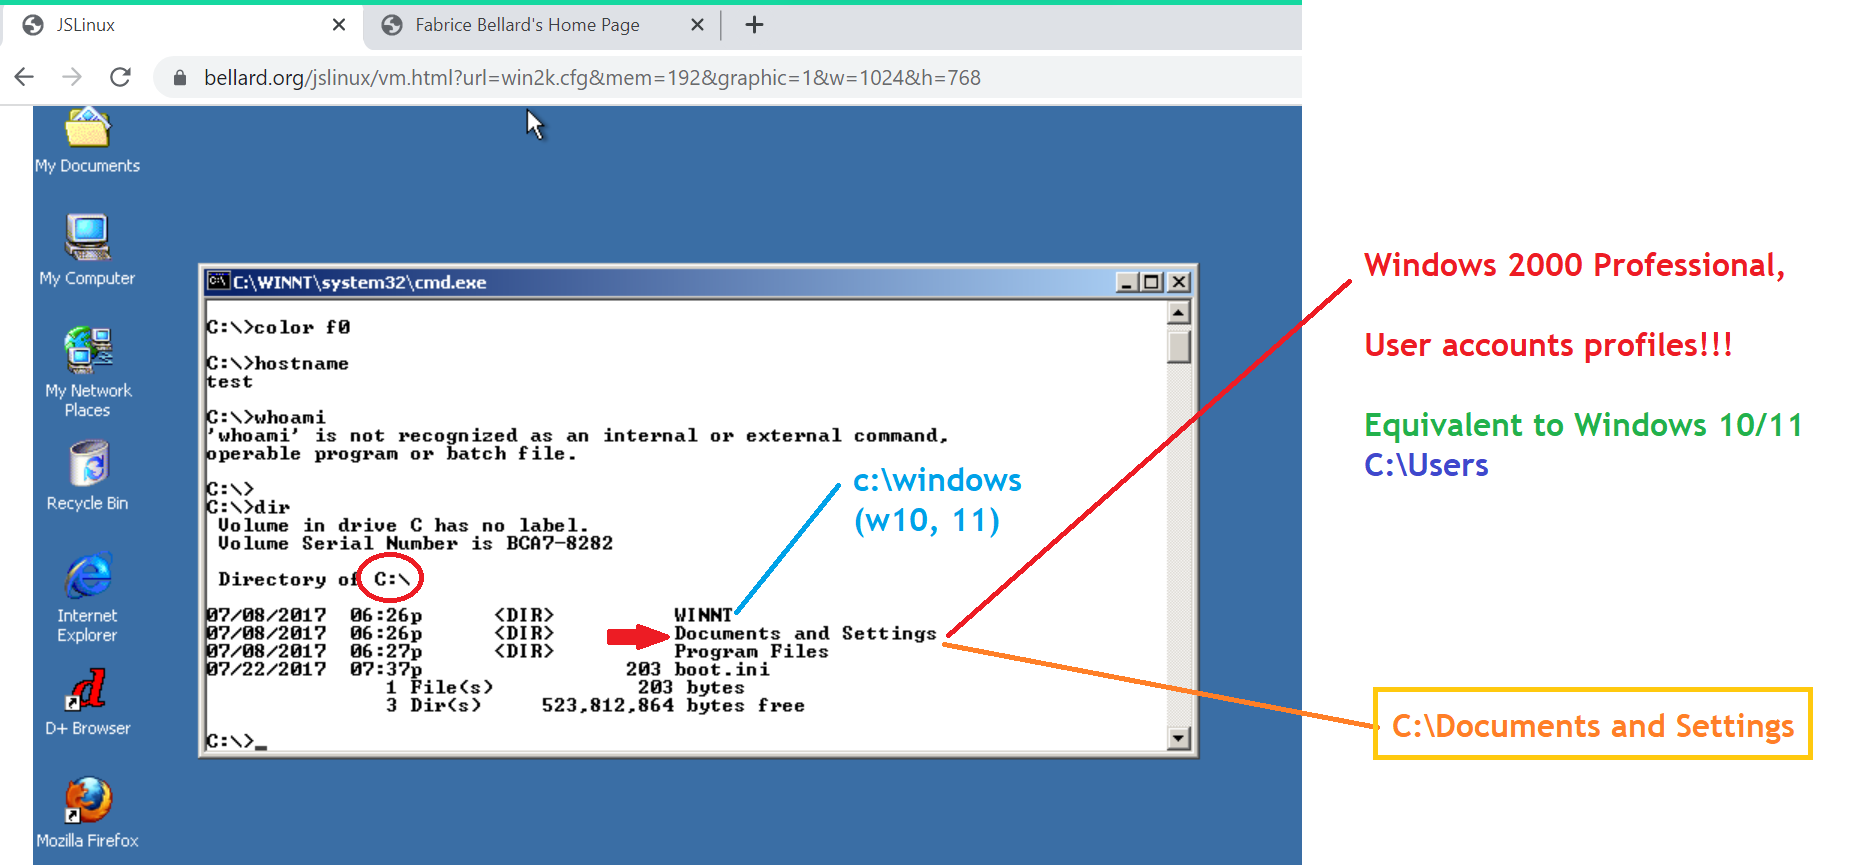 JSLinux
Fabrice Bellard's Home Page
bellard.org/jslinux/vm.html?url=win2k.cfg&mem=192&graphic=1&w=1024&h=768
My Documents
My Computer
My Network
Places
Recycle Bin
Internet
Explorer
D+ Browser
Mozilla Firefox
C:\WINNT\system32\cmd.exe
C:\>color f0
C:\>hostname
test
C:\>whoami
'whoami' is not recognized as an internal or external command,
operable program or batch file.
C:\>
C:\>dir
Volume in drive C has no label.
Volume Serial Number is BCA7-8282
Directory of C:\
07/08/2017 06:26p <DIR> WINNT
07/08/2017 06:26p <DIR> Documents and Settings
07/08/2017 06:27p <DIR> Program Files
07/22/2017 07:37p 203 boot.ini
1 File(s) 203 bytes
3 Dir(s) 523,812,864 bytes free
C:\>_
c:\windows
(w10, 11)
Windows 2000 Professional,
User accounts profiles!!!
Equivalent to Windows 10/11
C:\Users
C:\Documents and Settings